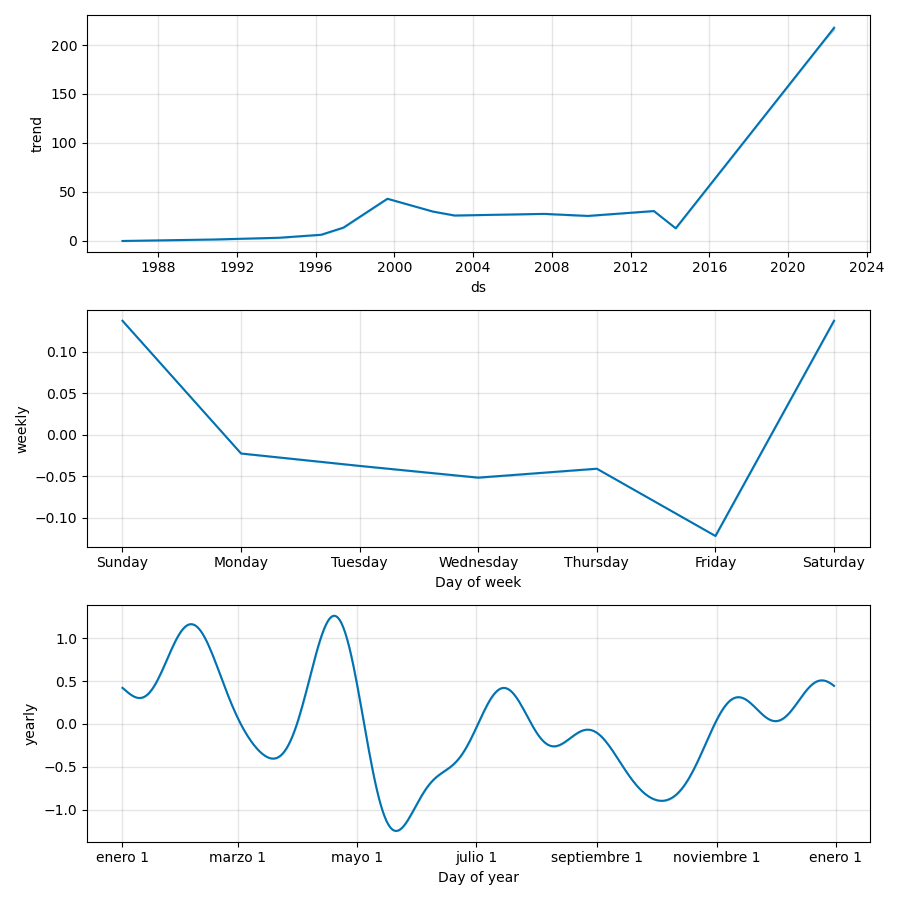 200
150
100
50
0
trend
1988 1992 1996 2000 2004 2008 2012 2016 2020 2024
ds
0.10
0.05
0.00
−0.05
−0.10
weekly
Sunday Monday Tuesday Wednesday Thursday Friday Saturday
Day of week
1.0
0.5
0.0
−0.5
−1.0
yearly
enero 1 marzo 1 mayo 1 julio 1 septiembre 1 noviembre 1 enero 1
Day of year